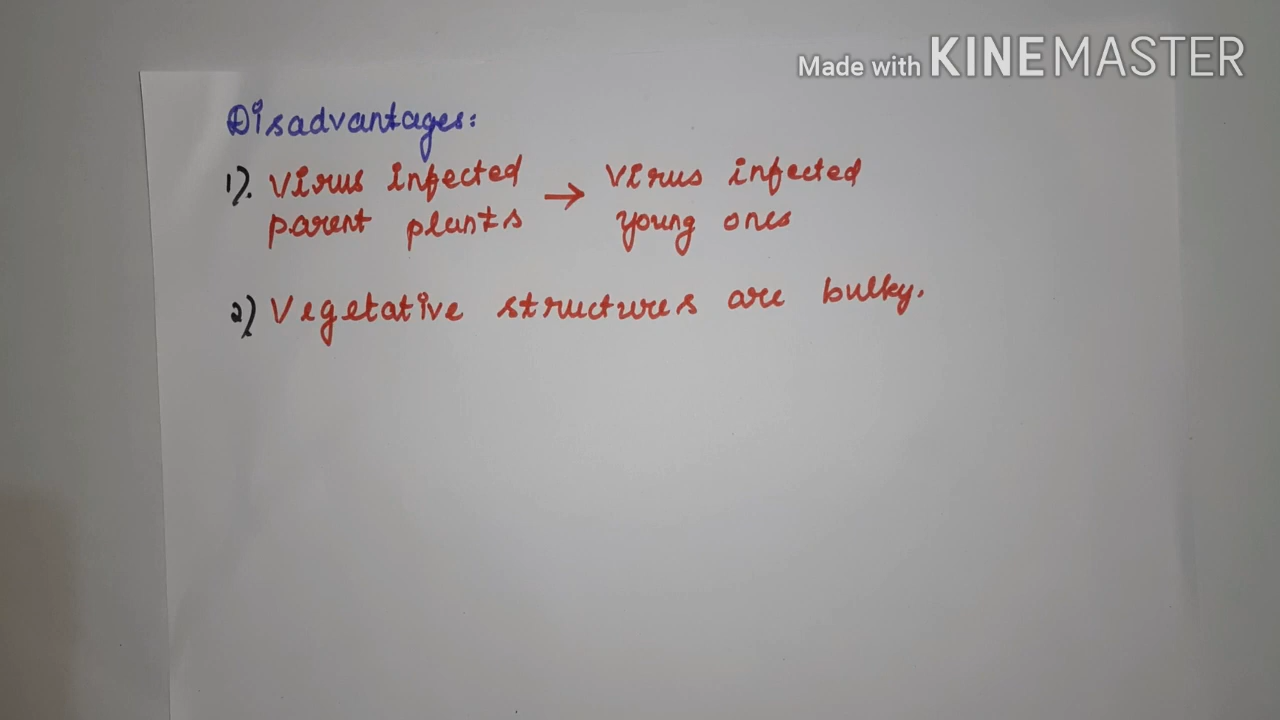 Made with KINEMASTER
Disadvantages:
1). Virus infected → Virus infected
parent plants young ones
2) Vegetative structures are bulky.